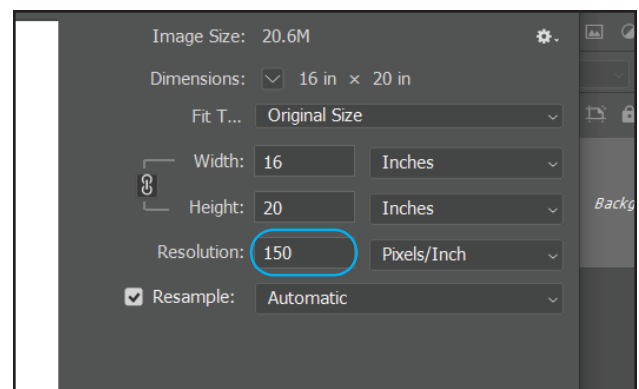 Image Size: 20.6M
Dimensions: 16 in × 20 in
Fit T... Original Size
Width: 16 Inches
Height: 20 Inches
Backg
Resolution: 150 Pixels/Inch
Resample: Automatic